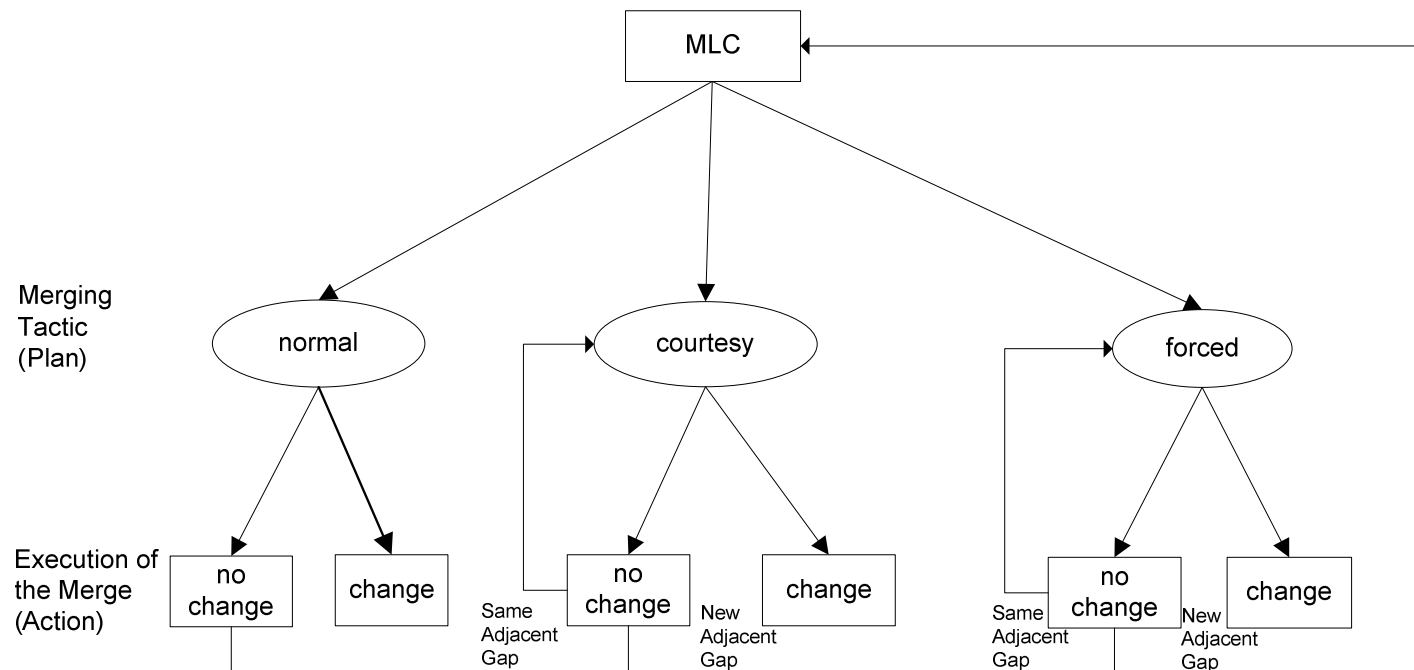 MLC
Merging
Tactic
(Plan)
normal
courtesy
forced
Execution of
the Merge
(Action)
no
change
change
Same
Adjacent
Gap
no
change
New
Adjacent
Gap
change
Same
Adjacent
Gap
no
change
New
Adjacent
Gap
change